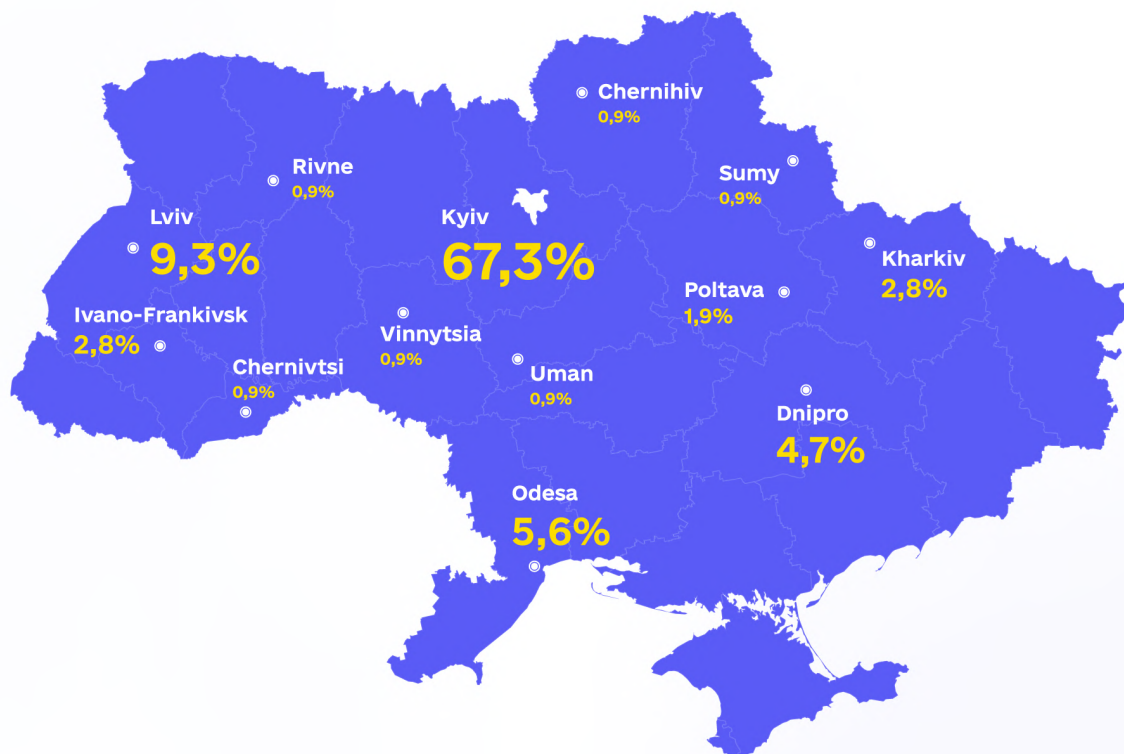 Chernihiv
0,9%
Rivne
0,9%
Sumy
0,9%
Lviv
9,3%
Kyiv
67,3%
Kharkiv
2,8%
Poltava
1,9%
Ivano-Frankivsk
2,8%
Vinnytsia
0,9%
Chernivtsi
0,9%
Uman
0,9%
Dnipro
4,7%
Odesa
5,6%